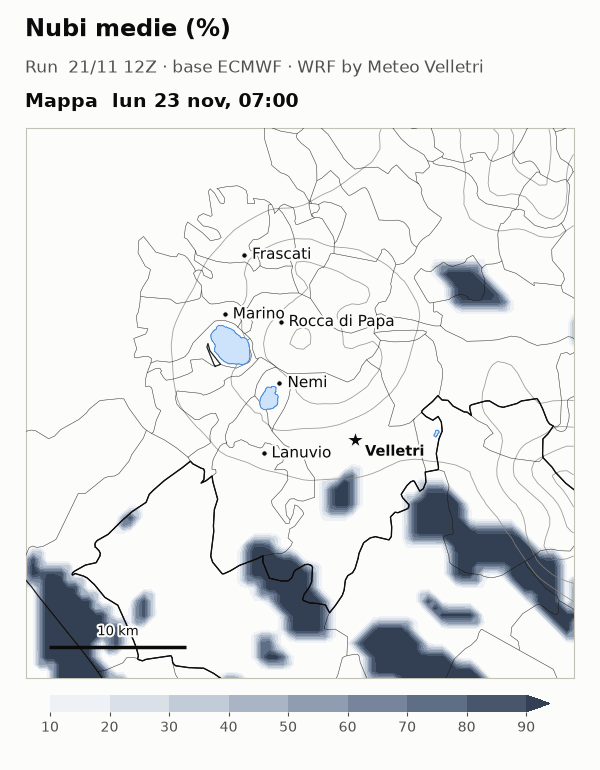 Nubi medie (%)
Run  21/11 12Z · base ECMWF · WRF by Meteo Velletri
Mappa  lun 23 nov, 07:00
Frascati
Marino
Rocca di Papa
Nemi
Velletri
Lanuvio
10 km
10 20 30 40 50 60 70 80 90